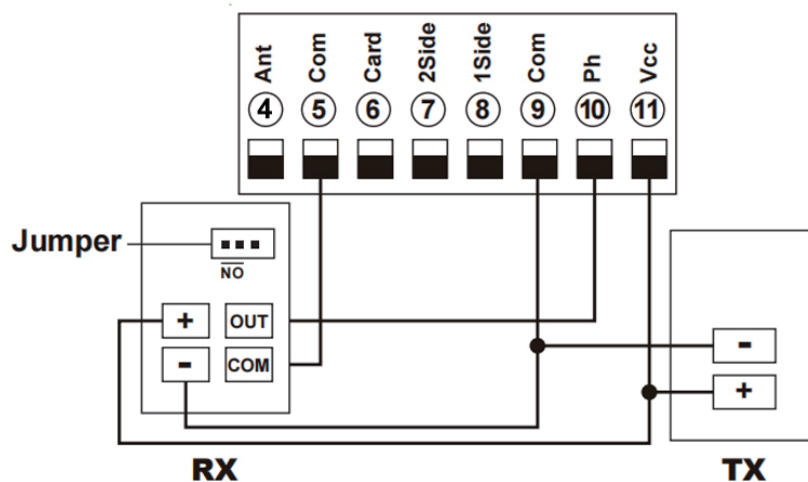 Ant Com Card 2Side 1Side Com Ph Vcc
4 5 6 7 8 9 10 11
Jumper
NO
+ OUT
- COM
-
+
RX TX